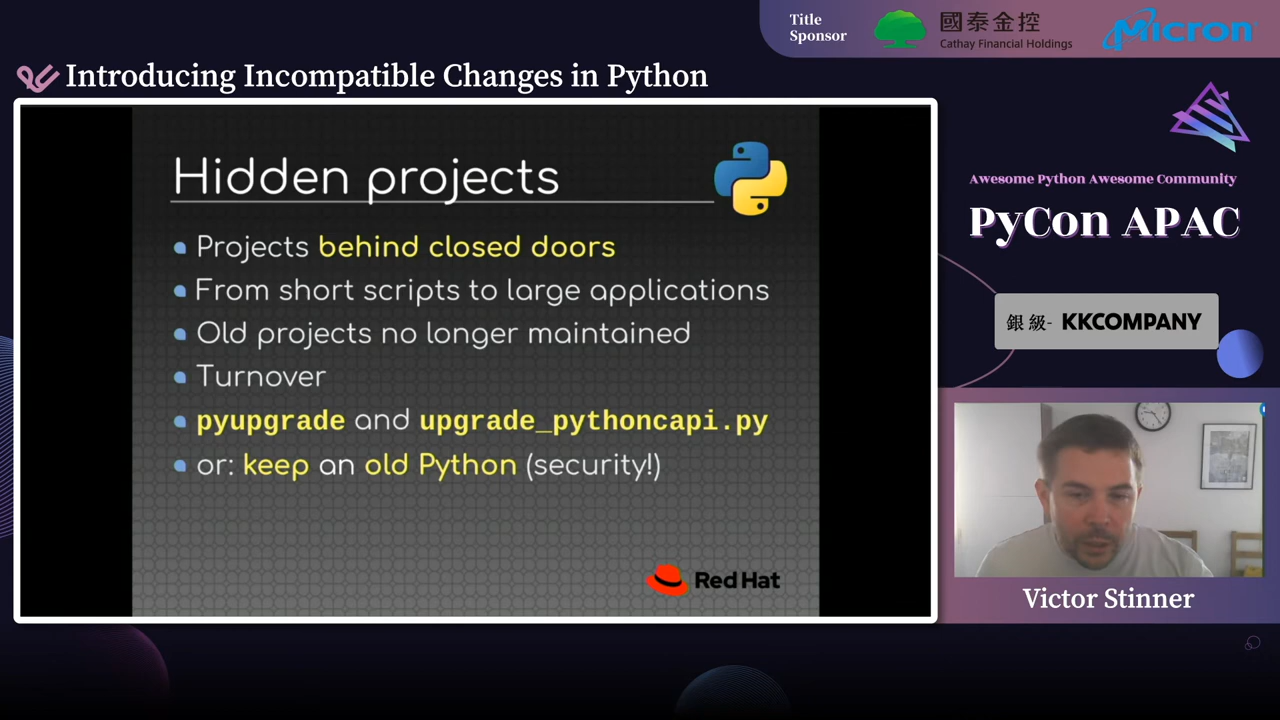 Title
Sponsor
國泰金控
Cathay Financial Holdings
Micron
Introducing Incompatible Changes in Python
Hidden projects
Projects behind closed doors
From short scripts to large applications
Old projects no longer maintained
Turnover
pyupgrade and upgrade_pythoncapi.py
or: keep an old Python (security!)
Red Hat
Awesome Python Awesome Community
PyCon APAC
銀級- KKCOMPANY
Victor Stinner